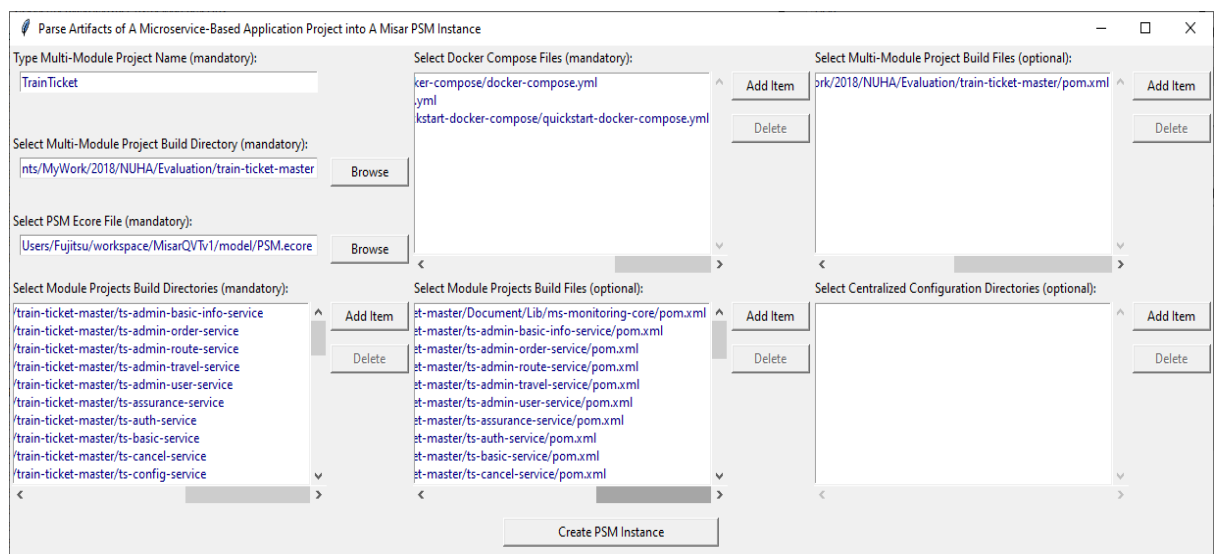 Parse Artifacts of A Microservice-Based Application Project into A Misar PSM Instance
Type Multi-Module Project Name (mandatory):
TrainTicket
Select Multi-Module Project Build Directory (mandatory):
nts/MyWork/2018/NUHA/Evaluation/train-ticket-master
Browse
Select PSM Ecore File (mandatory):
Users/Fujitsu/workspace/MisarQVTv1/model/PSM.ecore
Browse
Select Docker Compose Files (mandatory):
ker-compose/docker-compose.yml
.yml
kstart-docker-compose/quickstart-docker-compose.yml
Add Item
Delete
Select Multi-Module Project Build Files (optional):
ork/2018/NUHA/Evaluation/train-ticket-master/pom.xml
Add Item
Delete
Select Module Projects Build Directories (mandatory):
/train-ticket-master/ts-admin-basic-info-service
/train-ticket-master/ts-admin-order-service
/train-ticket-master/ts-admin-route-service
/train-ticket-master/ts-admin-travel-service
/train-ticket-master/ts-admin-user-service
/train-ticket-master/ts-assurance-service
/train-ticket-master/ts-auth-service
/train-ticket-master/ts-basic-service
/train-ticket-master/ts-cancel-service
/train-ticket-master/ts-config-service
Add Item
Delete
Select Module Projects Build Files (optional):
et-master/Document/Lib/ms-monitoring-core/pom.xml
et-master/ts-admin-basic-info-service/pom.xml
et-master/ts-admin-order-service/pom.xml
et-master/ts-admin-route-service/pom.xml
et-master/ts-admin-travel-service/pom.xml
et-master/ts-admin-user-service/pom.xml
et-master/ts-assurance-service/pom.xml
et-master/ts-auth-service/pom.xml
et-master/ts-basic-service/pom.xml
et-master/ts-cancel-service/pom.xml
Add Item
Delete
Select Centralized Configuration Directories (optional):
Add Item
Delete
Create PSM Instance